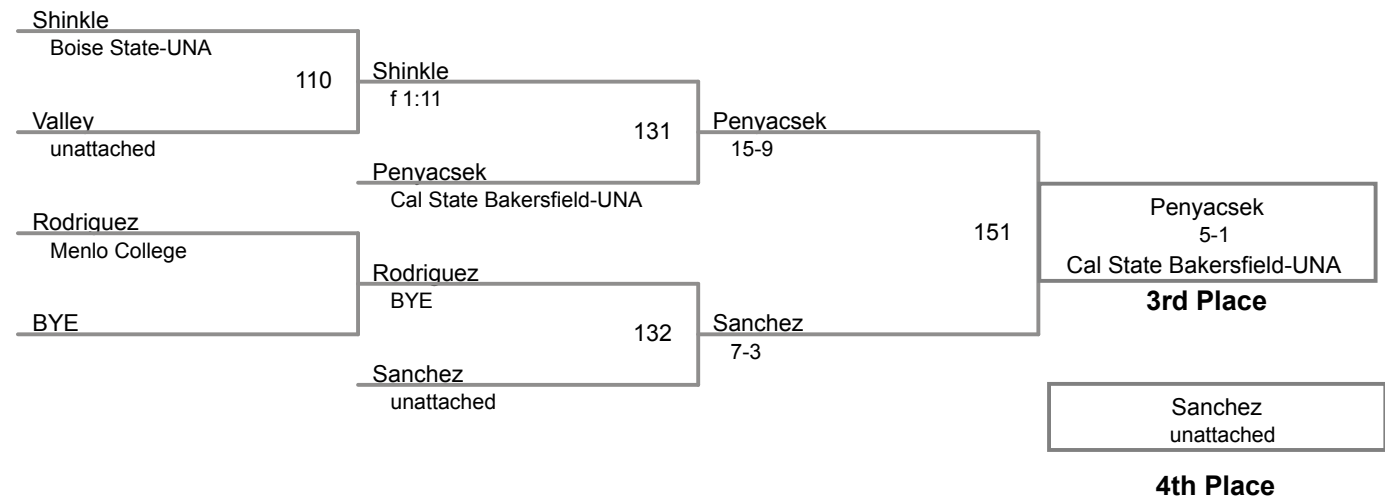 Shinkle
Boise State-UNA
110
Valley
unattached
Shinkle
f 1:11
131
Penyacsek
Cal State Bakersfield-UNA
Penyacsek
15-9
Rodriguez
Menlo College
BYE
Rodriguez
BYE
132
Sanchez
unattached
Sanchez
7-3
151
Penyacsek
5-1
Cal State Bakersfield-UNA
3rd Place
Sanchez
unattached
4th Place